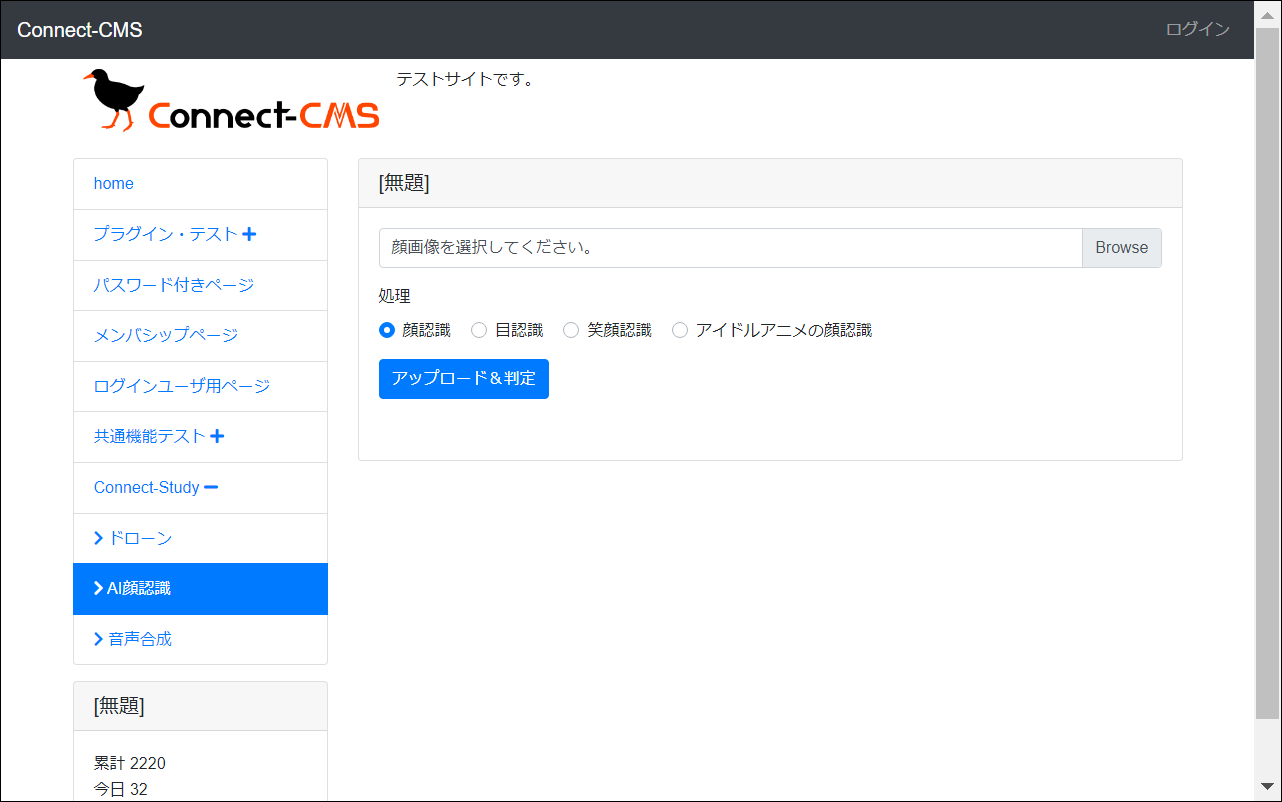 Connect-CMS
ログイン
Connect-CMS
テストサイトです。
home
プラグイン・テスト
パスワード付きページ
メンバシップページ
ログインユーザ用ページ
共通機能テスト
Connect-Study
ドローン
AI顔認識
音声合成
[無題]
累計 2220
今日 32
[無題]
顔画像を選択してください。 Browse
処理
顔認識 目認識 笑顔認識 アイドルアニメの顔認識
アップロード＆判定